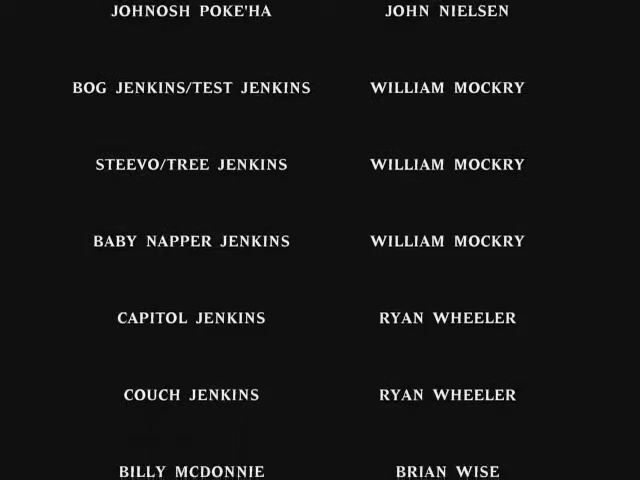 JOHNOSH POKE'HA JOHN NIELSEN
BOG JENKINS/TEST JENKINS WILLIAM MOCKRY
STEEVO/TREE JENKINS WILLIAM MOCKRY
BABY NAPPER JENKINS WILLIAM MOCKRY
CAPITOL JENKINS RYAN WHEELER
COUCH JENKINS RYAN WHEELER
BILLY MCDONNIE BRIAN WISE